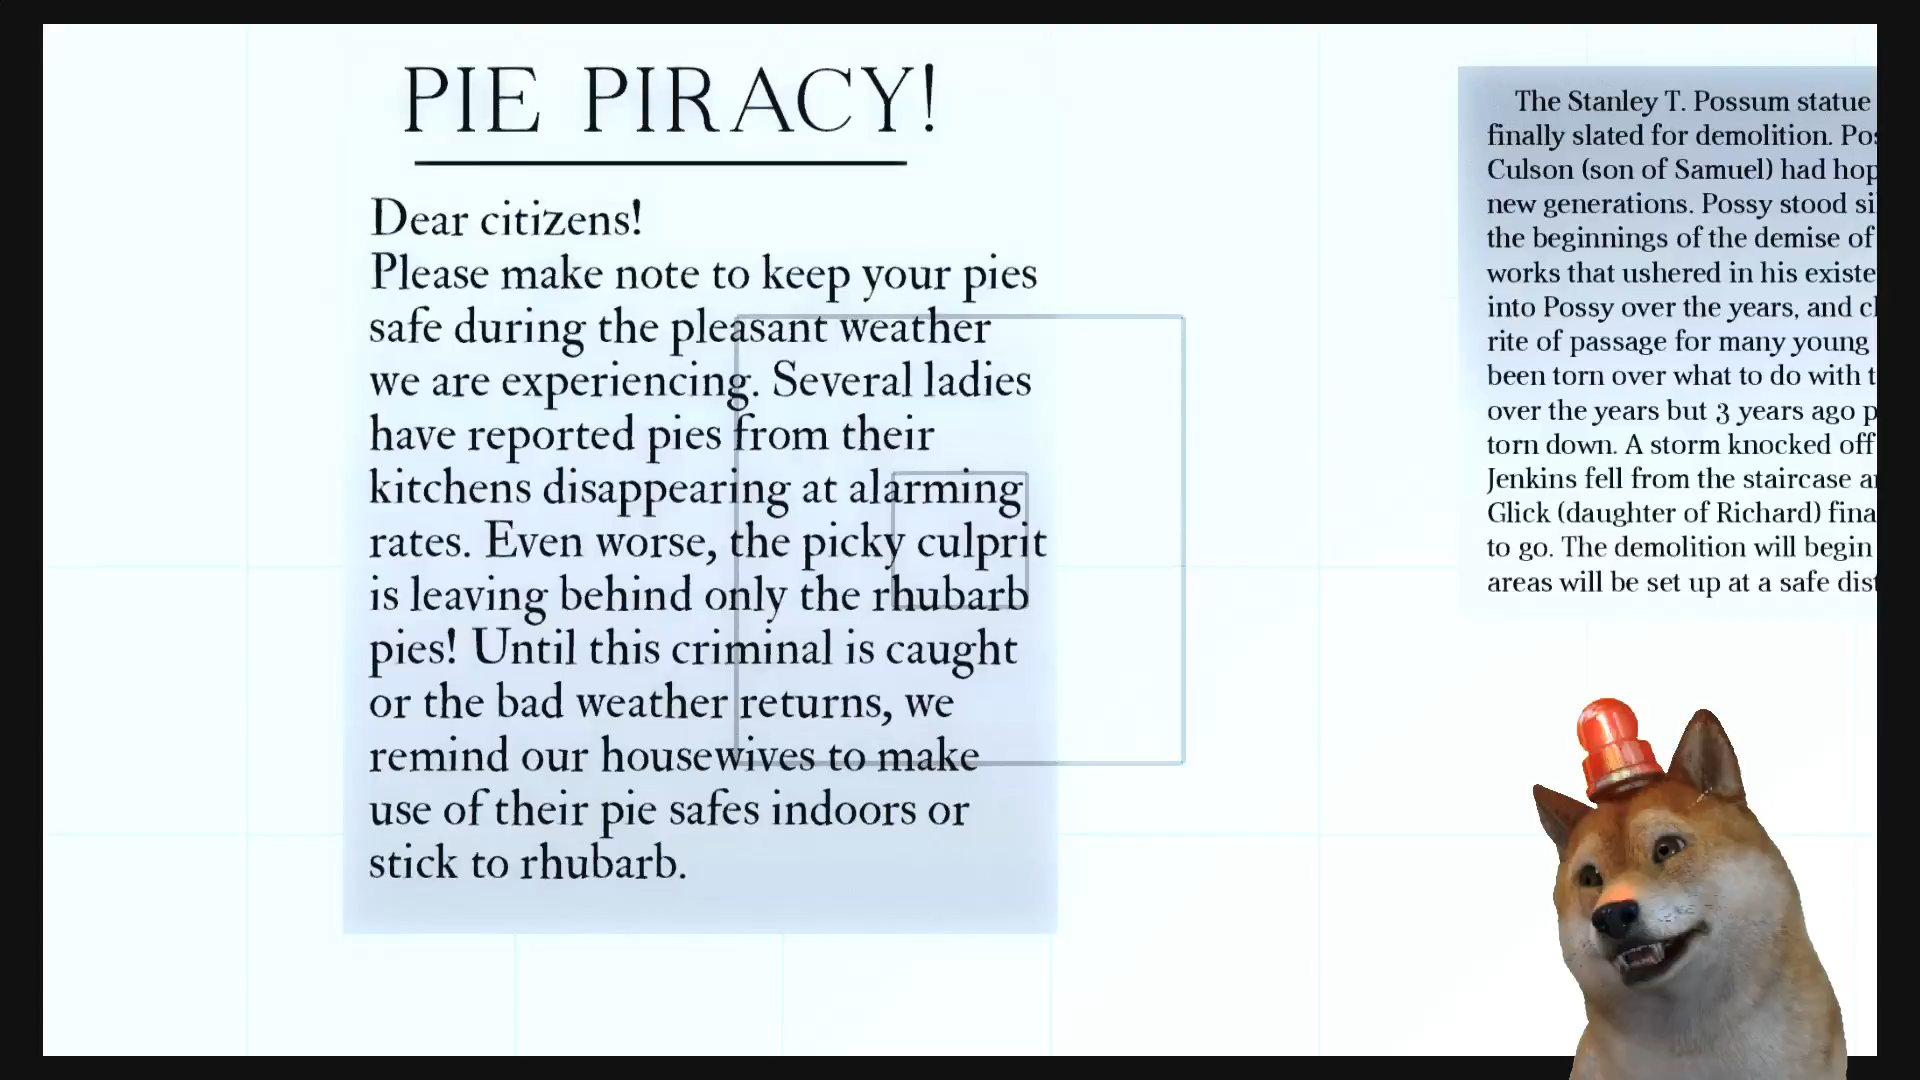 PIE PIRACY!
Dear citizens!
Please make note to keep your pies
safe during the pleasant weather
we are experiencing. Several ladies
have reported pies from their
kitchens disappearing at alarming
rates. Even worse, the picky culprit
is leaving behind only the rhubarb
pies! Until this criminal is caught
or the bad weather returns, we
remind our housewives to make
use of their pie safes indoors or
stick to rhubarb.
The Stanley T. Possum statue
finally slated for demolition.
Culson (son of Samuel) had
new generations. Possy stood
the beginnings of the demise of
works that ushered in his
into Possy over the years, and
rite of passage for many young
been torn over what to do with
over the years but 3 years ago
torn down. A storm knocked off
Jenkins fell from the staircase
Glick (daughter of Richard)
to go. The demolition will begin
areas will be set up at a safe